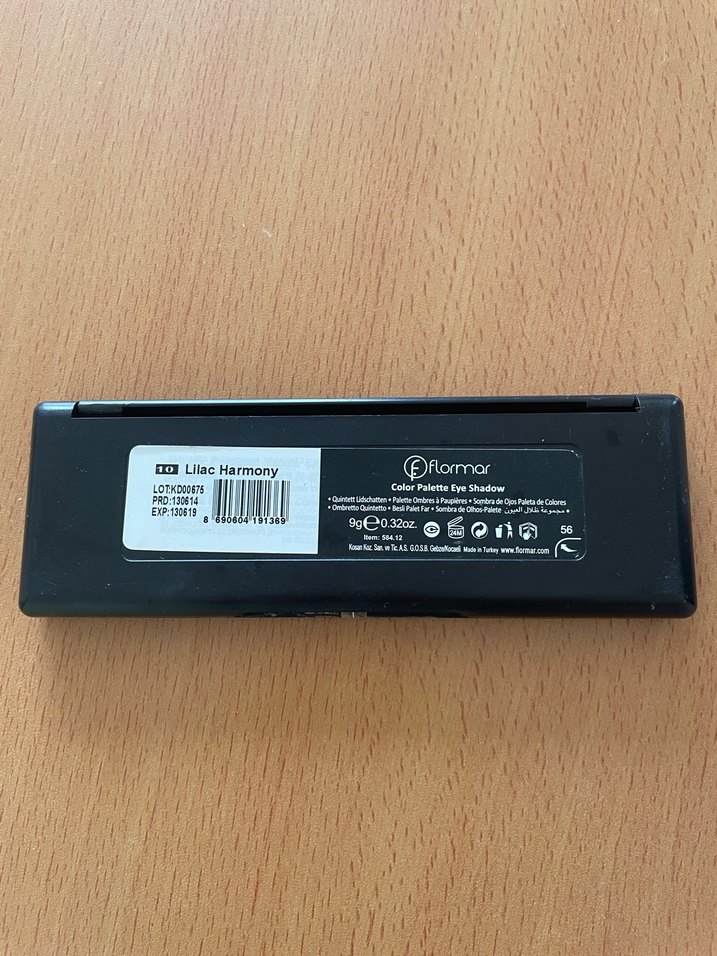 10 Lilac Harmony
LOT:KD00675
PRD:130614
EXP:130619
8 690604 191369
flormar
Color Palette Eye Shadow
• Quintett Lidschatten • Palette Ombres à Paupières • Sombra de Ojos Paleta de Colores
• Ombretto Quintetto • Besli Palet Far • Sombra de Olhos-Palete • مجموعة ظلال العيون
9g e 0.32oz.
24M
56
Item: 584.12
Kosan Koz. San. ve Tic. A.S. G.O.S.B. Gebze/Kocaeli Made in Turkey www.flormar.com